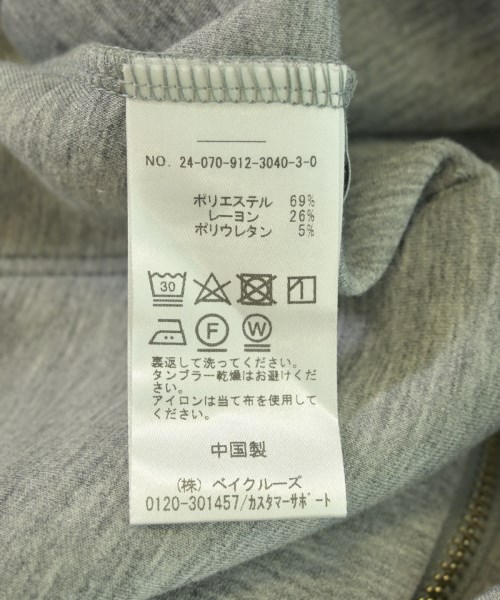 NO. 24-070-912-3040-3-0
ポリエステル 69%
レーヨン 26%
ポリウレタン 5%
30
F W
裏返して洗ってください。
タンブラー乾燥はお避けくだ
さい。
アイロンは当て布を使用して
ください。
中国製
(株) ベイクルーズ
0120-301457/カスタマーサポート